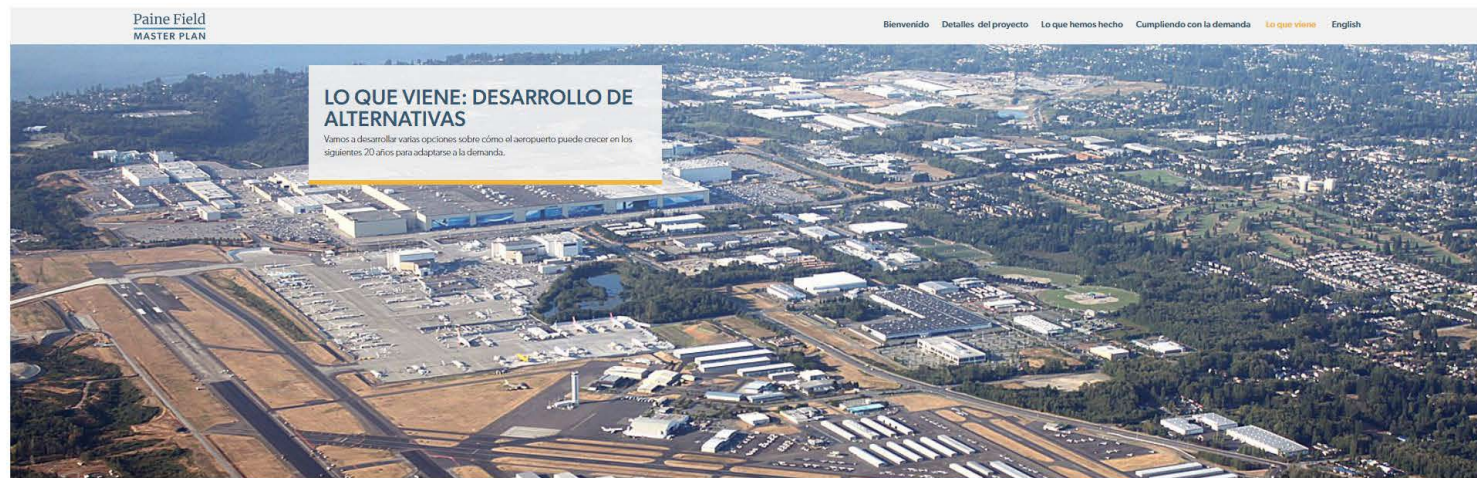 Paine Field
MASTER PLAN
Bienvenido Detalles del proyecto Lo que hemos hecho Cumpliendo con la demanda Lo que viene English
LO QUE VIENE: DESARROLLO DE
ALTERNATIVAS
Vamos a desarrollar varias opciones sobre cómo el aeropuerto puede crecer en los
siguientes 20 años para adaptarse a la demanda.